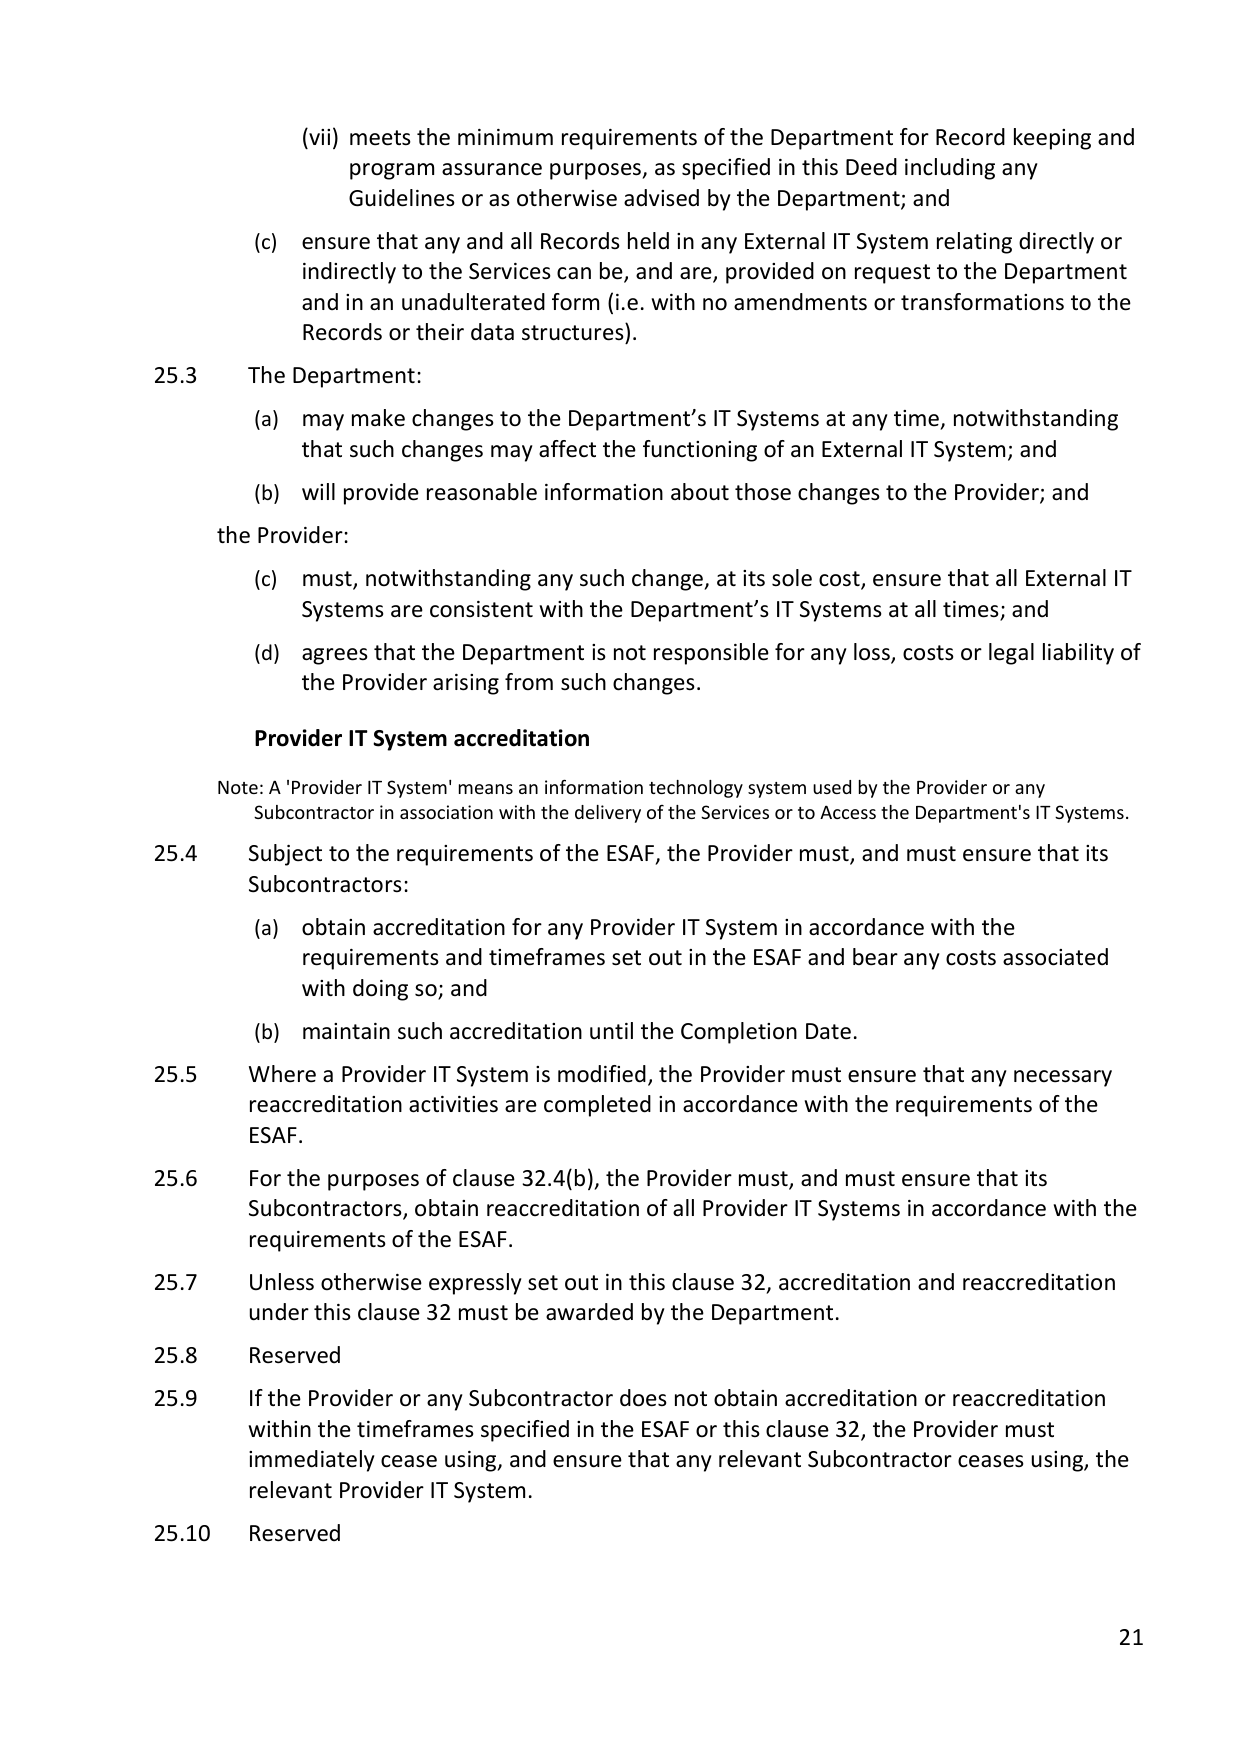 (vii) meets the minimum requirements of the Department for Record keeping and
program assurance purposes, as specified in this Deed including any
Guidelines or as otherwise advised by the Department; and
(c) ensure that any and all Records held in any External IT System relating directly or
indirectly to the Services can be, and are, provided on request to the Department
and in an unadulterated form (i.e. with no amendments or transformations to the
Records or their data structures).
25.3 The Department:
(a) may make changes to the Department’s IT Systems at any time, notwithstanding
that such changes may affect the functioning of an External IT System; and
(b) will provide reasonable information about those changes to the Provider; and
the Provider:
(c) must, notwithstanding any such change, at its sole cost, ensure that all External IT
Systems are consistent with the Department’s IT Systems at all times; and
(d) agrees that the Department is not responsible for any loss, costs or legal liability of
the Provider arising from such changes.
Provider IT System accreditation
Note: A 'Provider IT System' means an information technology system used by the Provider or any
Subcontractor in association with the delivery of the Services or to Access the Department's IT Systems.
25.4 Subject to the requirements of the ESAF, the Provider must, and must ensure that its
Subcontractors:
(a) obtain accreditation for any Provider IT System in accordance with the
requirements and timeframes set out in the ESAF and bear any costs associated
with doing so; and
(b) maintain such accreditation until the Completion Date.
25.5 Where a Provider IT System is modified, the Provider must ensure that any necessary
reaccreditation activities are completed in accordance with the requirements of the
ESAF.
25.6 For the purposes of clause 32.4(b), the Provider must, and must ensure that its
Subcontractors, obtain reaccreditation of all Provider IT Systems in accordance with the
requirements of the ESAF.
25.7 Unless otherwise expressly set out in this clause 32, accreditation and reaccreditation
under this clause 32 must be awarded by the Department.
25.8 Reserved
25.9 If the Provider or any Subcontractor does not obtain accreditation or reaccreditation
within the timeframes specified in the ESAF or this clause 32, the Provider must
immediately cease using, and ensure that any relevant Subcontractor ceases using, the
relevant Provider IT System.
25.10 Reserved
21